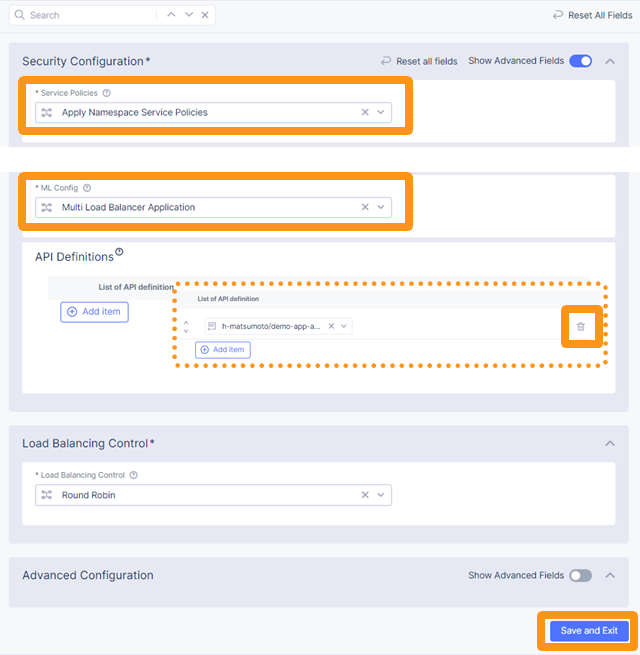 Search
Reset All Fields
Security Configuration*
Reset all fields
Show Advanced Fields
* Service Policies
Apply Namespace Service Policies
* ML Config
Multi Load Balancer Application
API Definitions
List of API definition
Add item
List of API definition
h-matsumoto/demo-app-a...
Add item
Load Balancing Control*
* Load Balancing Control
Round Robin
Advanced Configuration
Show Advanced Fields
Save and Exit